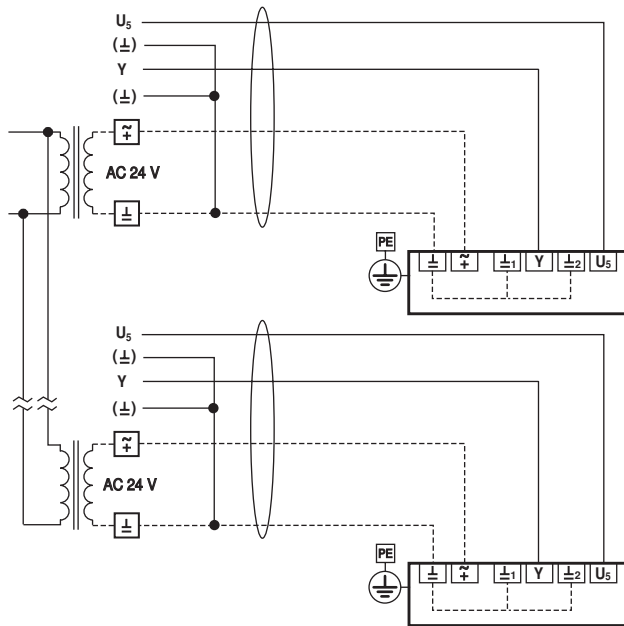 U₅
(⊥)
Y
(⊥)
~
+
AC 24 V
⊥
PE
⊥ ~+ ⊥1 Y ⊥2 U₅
U₅
(⊥)
Y
(⊥)
~
+
AC 24 V
⊥
PE
⊥ ~+ ⊥1 Y ⊥2 U₅